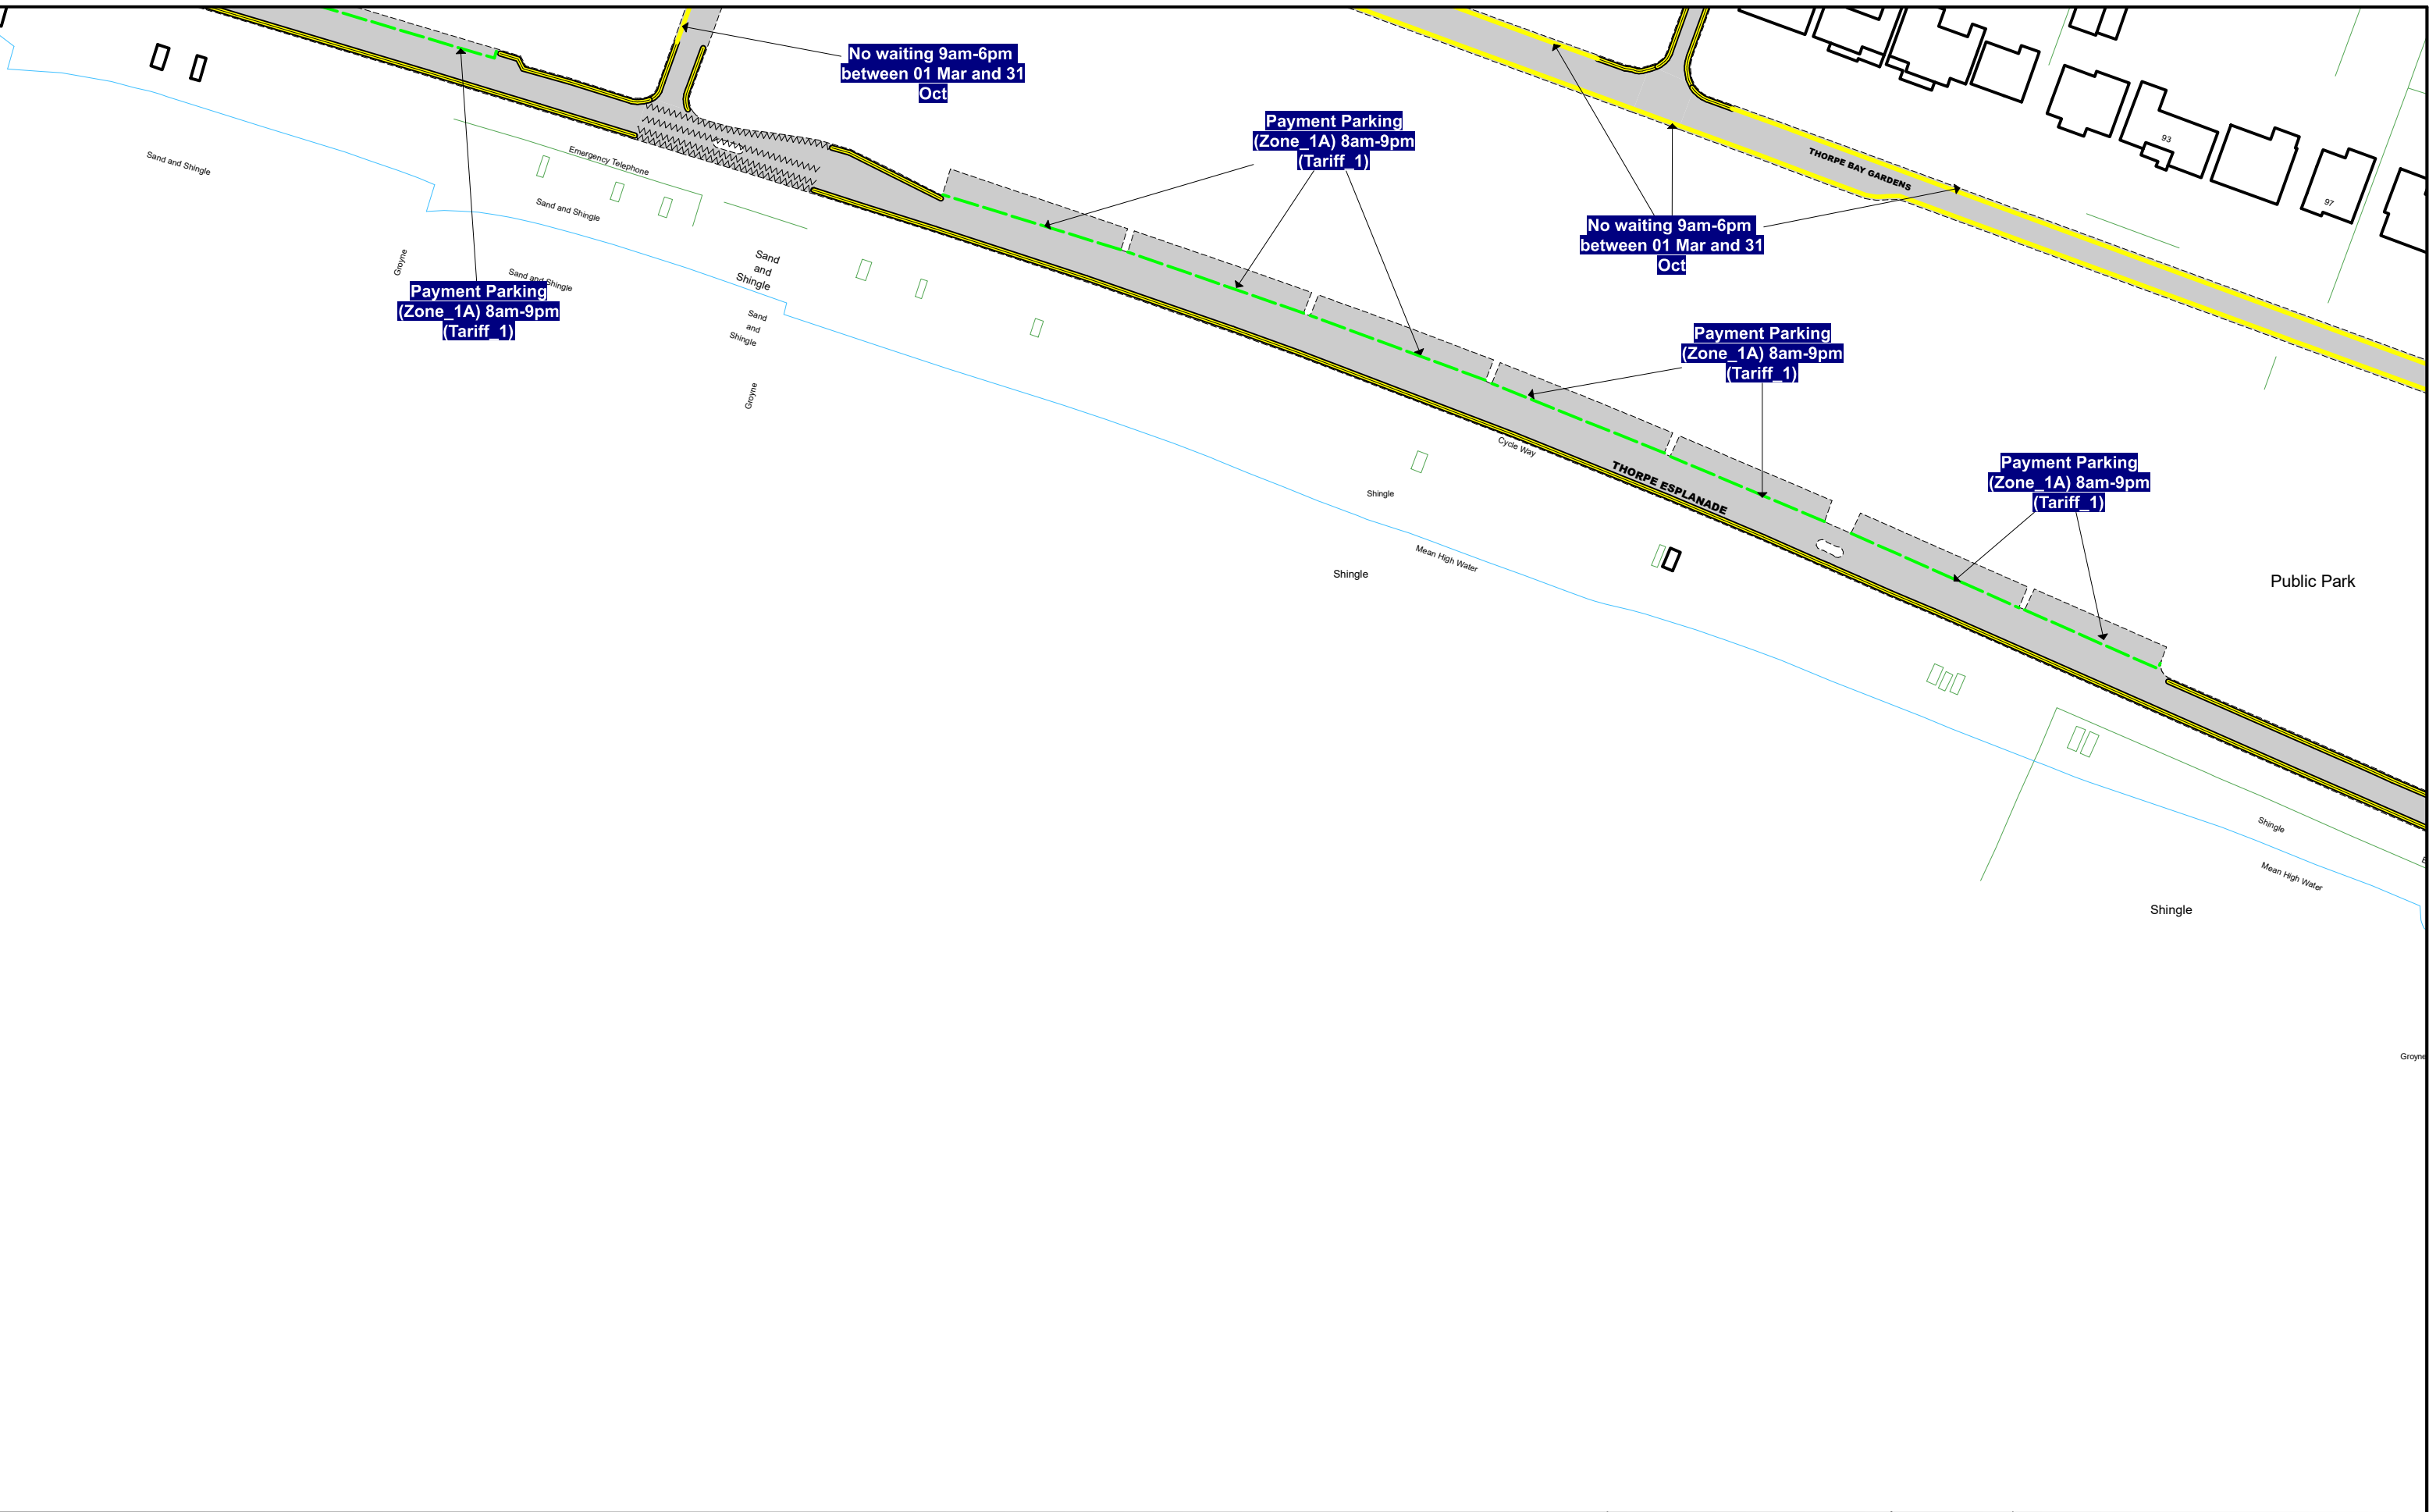 No waiting 9am-6pm
between 01 Mar and 31
Oct
Payment Parking
(Zone_1A) 8am-9pm
(Tariff_1)
93
THORPE BAY GARDENS
97
Emergency Telephone
Sand and Shingle
Sand and Shingle
No waiting 9am-6pm
between 01 Mar and 31
Oct
Groyne
Sand
and
Shingle
Sand and Shingle
Payment Parking
(Zone_1A) 8am-9pm
(Tariff_1)
Sand
and
Shingle
Payment Parking
(Zone_1A) 8am-9pm
(Tariff_1)
Groyne
Cycle Way
THORPE ESPLANADE
Payment Parking
(Zone_1A) 8am-9pm
(Tariff_1)
Shingle
Mean High Water
Shingle
Public Park
Shingle
Mean High Water
Shingle
Groyne